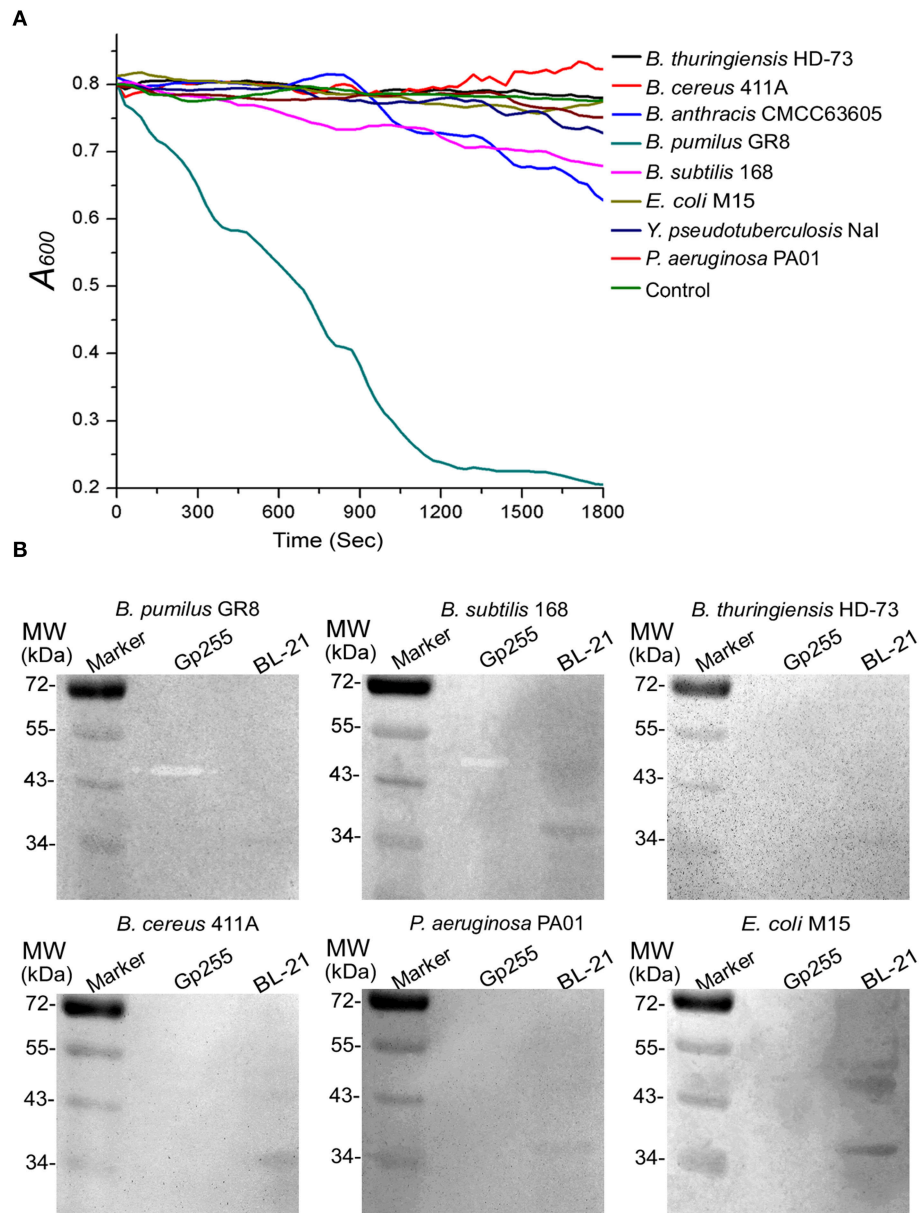 A
0.8
0.7
0.6
0.5
0.4
0.3
0.2
A600
0 300 600 900 1200 1500 1800
Time (Sec)
B. thuringiensis HD-73
B. cereus 411A
B. anthracis CMCC63605
B. pumilus GR8
B. subtilis 168
E. coli M15
Y. pseudotuberculosis NaI
P. aeruginosa PA01
Control
B
B. pumilus GR8
MW
(kDa)
Marker Gp255 BL-21
72-
55-
43-
34-
B. subtilis 168
MW
(kDa)
Marker Gp255 BL-21
72-
55-
43-
34-
B. thuringiensis HD-73
MW
(kDa)
Marker Gp255 BL-21
72-
55-
43-
34-
B. cereus 411A
MW
(kDa)
Marker Gp255 BL-21
72-
55-
43-
34-
P. aeruginosa PA01
MW
(kDa)
Marker Gp255 BL-21
72-
55-
43-
34-
E. coli M15
MW
(kDa)
Marker Gp255 BL-21
72-
55-
43-
34-